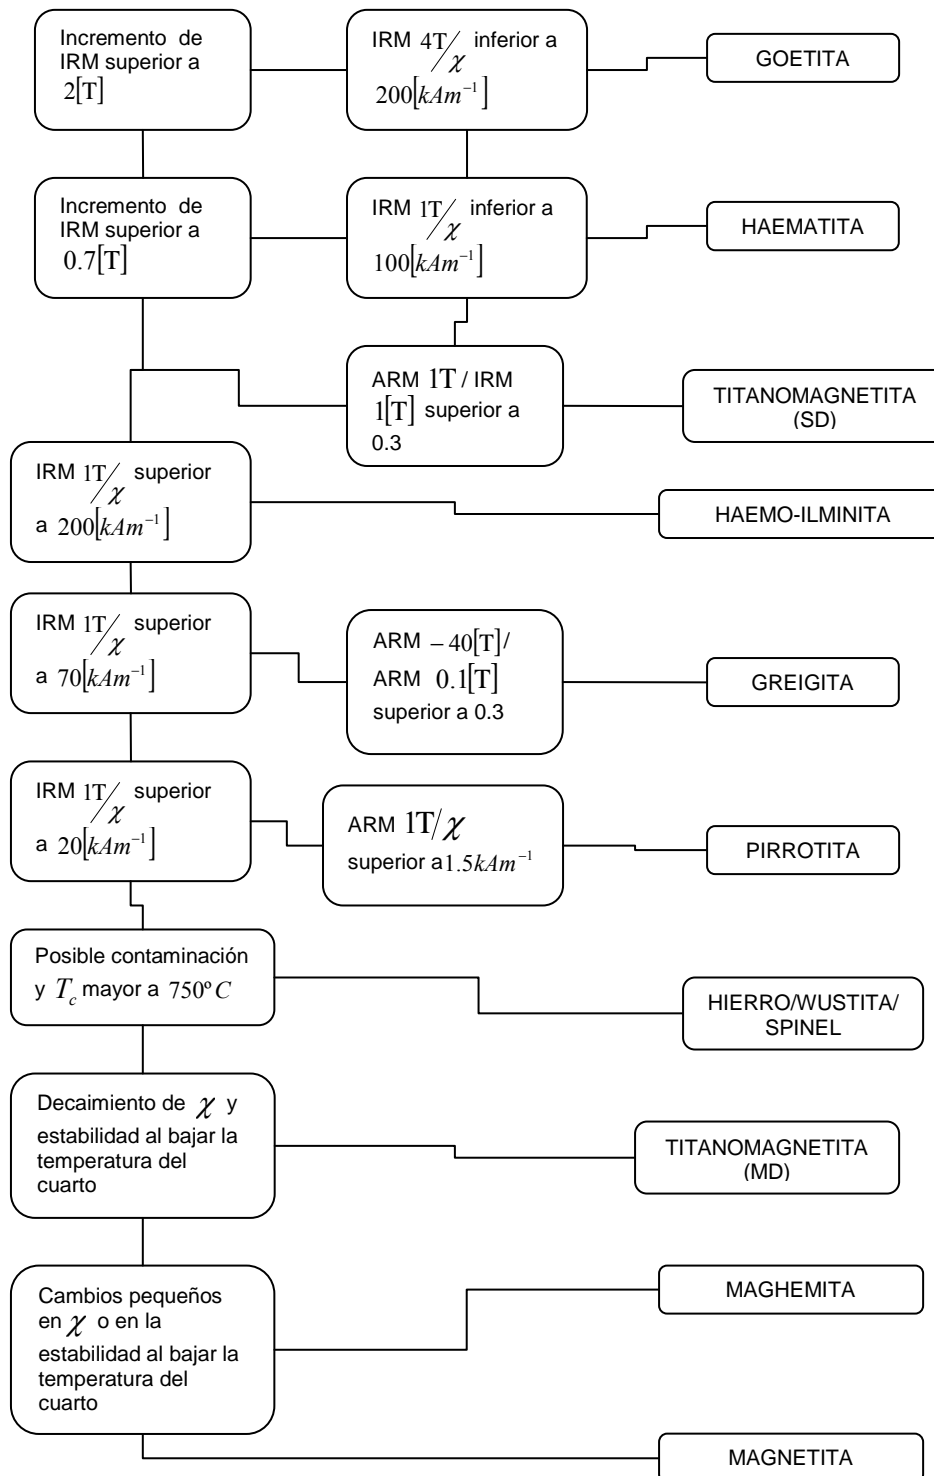 Incremento de
IRM superior a
2[T]
IRM 4T/χ inferior a
200[kAm⁻¹]
GOETITA
Incremento de
IRM superior a
0.7[T]
IRM 1T/χ inferior a
100[kAm⁻¹]
HAEMATITA
ARM 1T / IRM
1[T] superior a
0.3
TITANOMAGNETITA
(SD)
IRM 1T/χ superior
a 200[kAm⁻¹]
HAEMO-ILMINITA
IRM 1T/χ superior
a 70[kAm⁻¹]
ARM – 40[T]/
ARM 0.1[T]
superior a 0.3
GREIGITA
IRM 1T/χ superior
a 20[kAm⁻¹]
ARM 1T/χ
superior a1.5kAm⁻¹
PIRROTITA
Posible contaminación
y T_c mayor a 750º C
HIERRO/WUSTITA/
SPINEL
Decaimiento de χ y
estabilidad al bajar la
temperatura del
cuarto
TITANOMAGNETITA
(MD)
Cambios pequeños
en χ o en la
estabilidad al bajar la
temperatura del
cuarto
MAGHEMITA
MAGNETITA